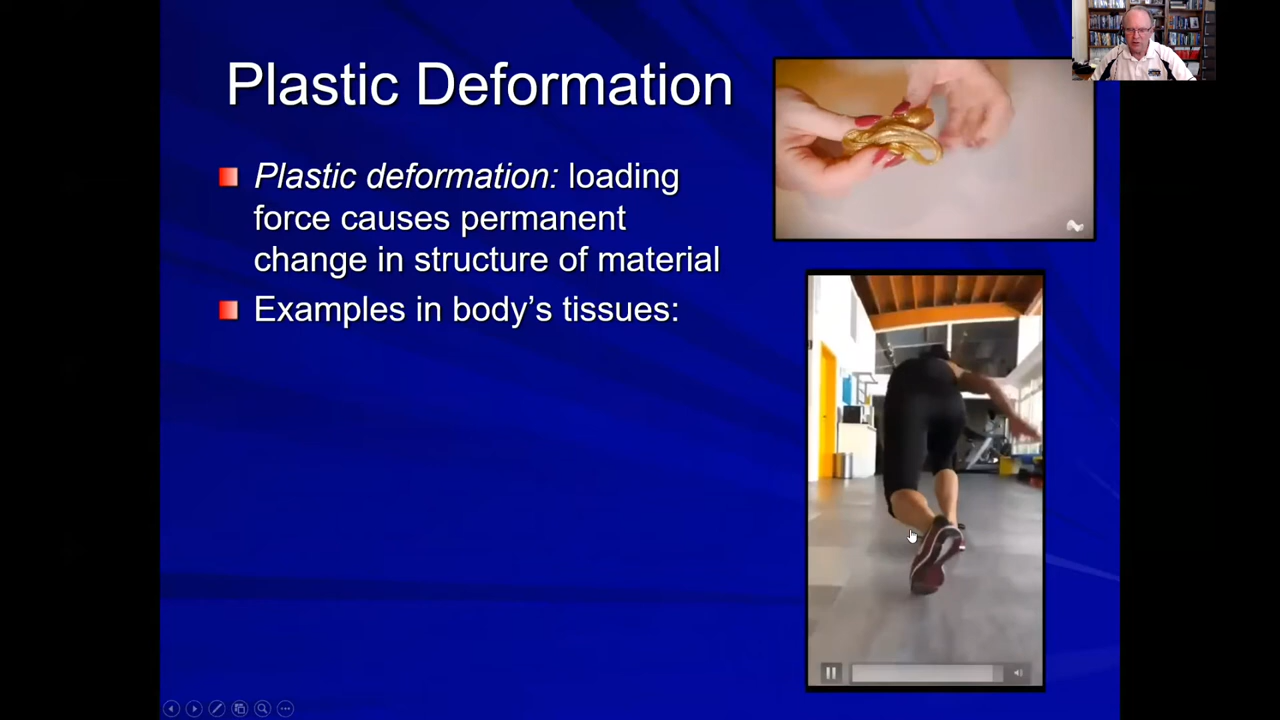 Plastic Deformation
Plastic deformation: loading
force causes permanent
change in structure of material
Examples in body’s tissues: